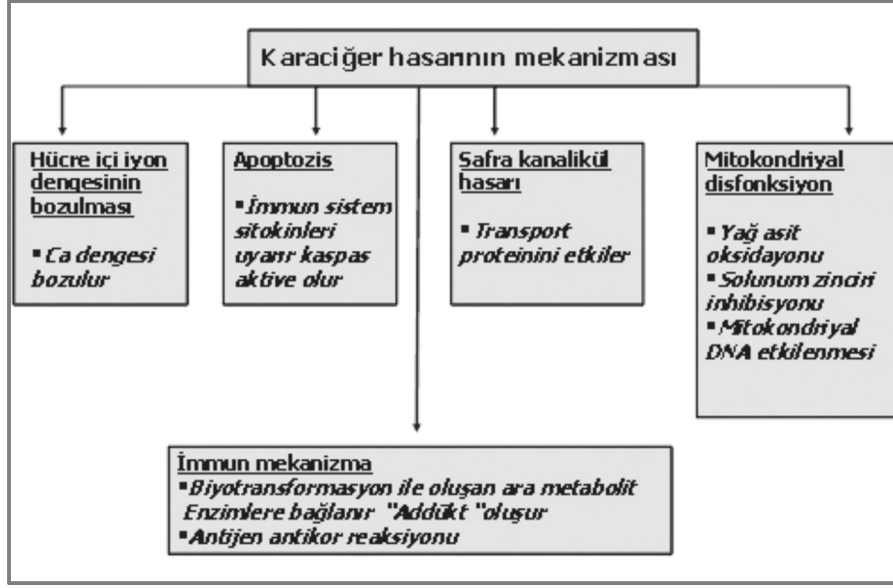 Karaciğer hasarının mekanizması
Hücre içi iyon
dengesinin
bozulması
▪ Ca dengesi
bozulur
Apoptozis
▪ İmmun sistem
sitokinleri
uyarır kaspas
aktive olur
Safra kanalikül
hasarı
▪ Transport
proteinini etkiler
Mitokondriyal
disfonksiyon
▪ Yağ asit
oksidayonu
▪ Solunum zinciri
inhibisyonu
▪ Mitokondriyal
DNA etkilenmesi
İmmun mekanizma
▪ Biyotransformasyon ile oluşan ara metabolit
Enzimlere bağlanır "Addükt "oluşur
▪ Antijen antikor reaksiyonu